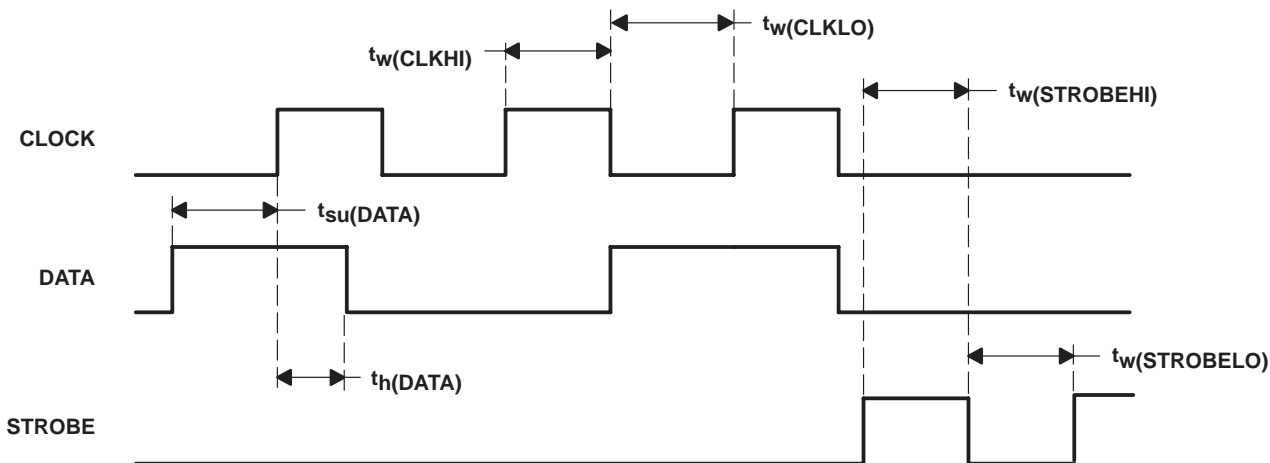 tw(CLKLO)
tw(CLKHI)
tw(STROBEHI)
CLOCK
tsu(DATA)
DATA
tw(STROBELO)
th(DATA)
STROBE